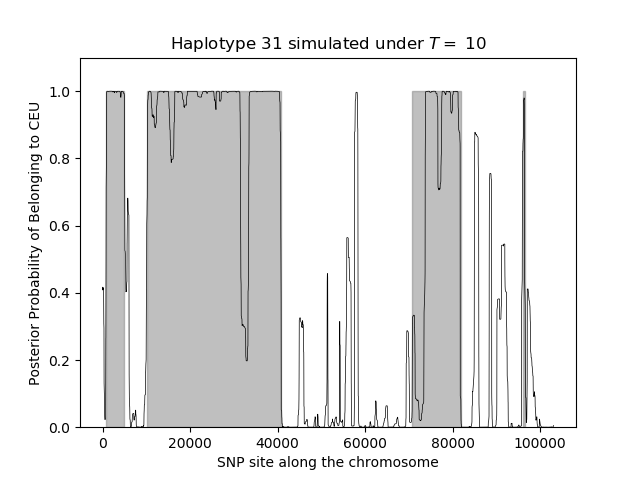 Haplotype 31 simulated under T = 10
Posterior Probability of Belonging to CEU
1.0
0.8
0.6
0.4
0.2
0.0
0 20000 40000 60000 80000 100000
SNP site along the chromosome